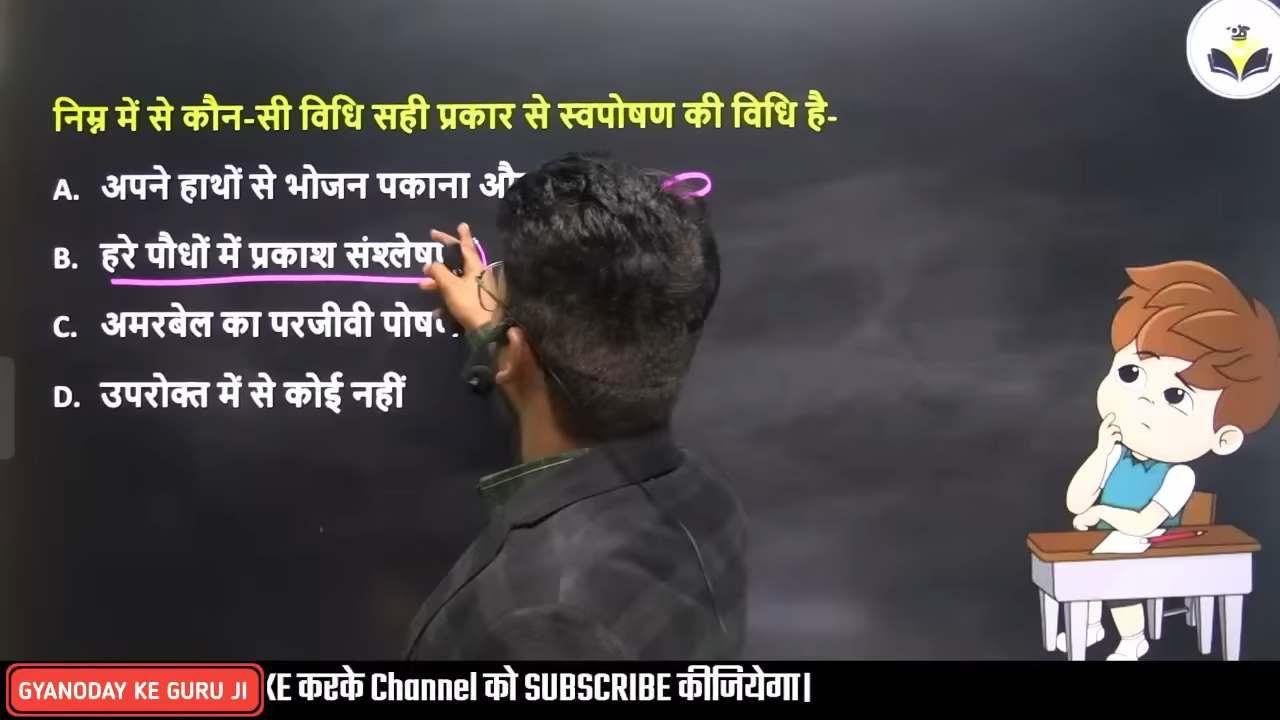 निम्न में से कौन-सी विधि सही प्रकार से स्वपोषण की विधि है-
A. अपने हाथों से भोजन पकाना
B. हरे पौधों में प्रकाश
C. अमरबेल का परजीवी
D. उपरोक्त में से कोई नहीं
GYANODAY KE GURU JI करके Channel को SUBSCRIBE कीजियेगा।